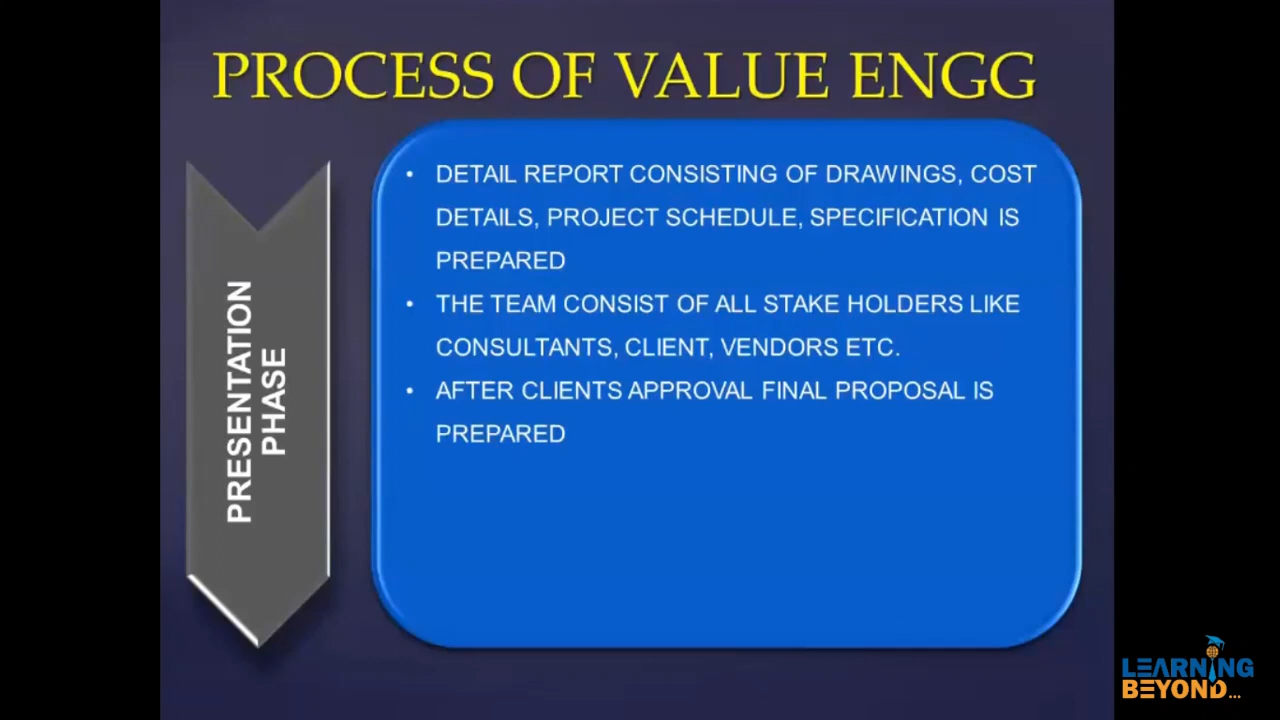 PROCESS OF VALUE ENGG
PRESENTATION
PHASE
• DETAIL REPORT CONSISTING OF DRAWINGS, COST
DETAILS, PROJECT SCHEDULE, SPECIFICATION IS
PREPARED
• THE TEAM CONSIST OF ALL STAKE HOLDERS LIKE
CONSULTANTS, CLIENT, VENDORS ETC.
• AFTER CLIENTS APPROVAL FINAL PROPOSAL IS
PREPARED
LEARNING
BEYOND...